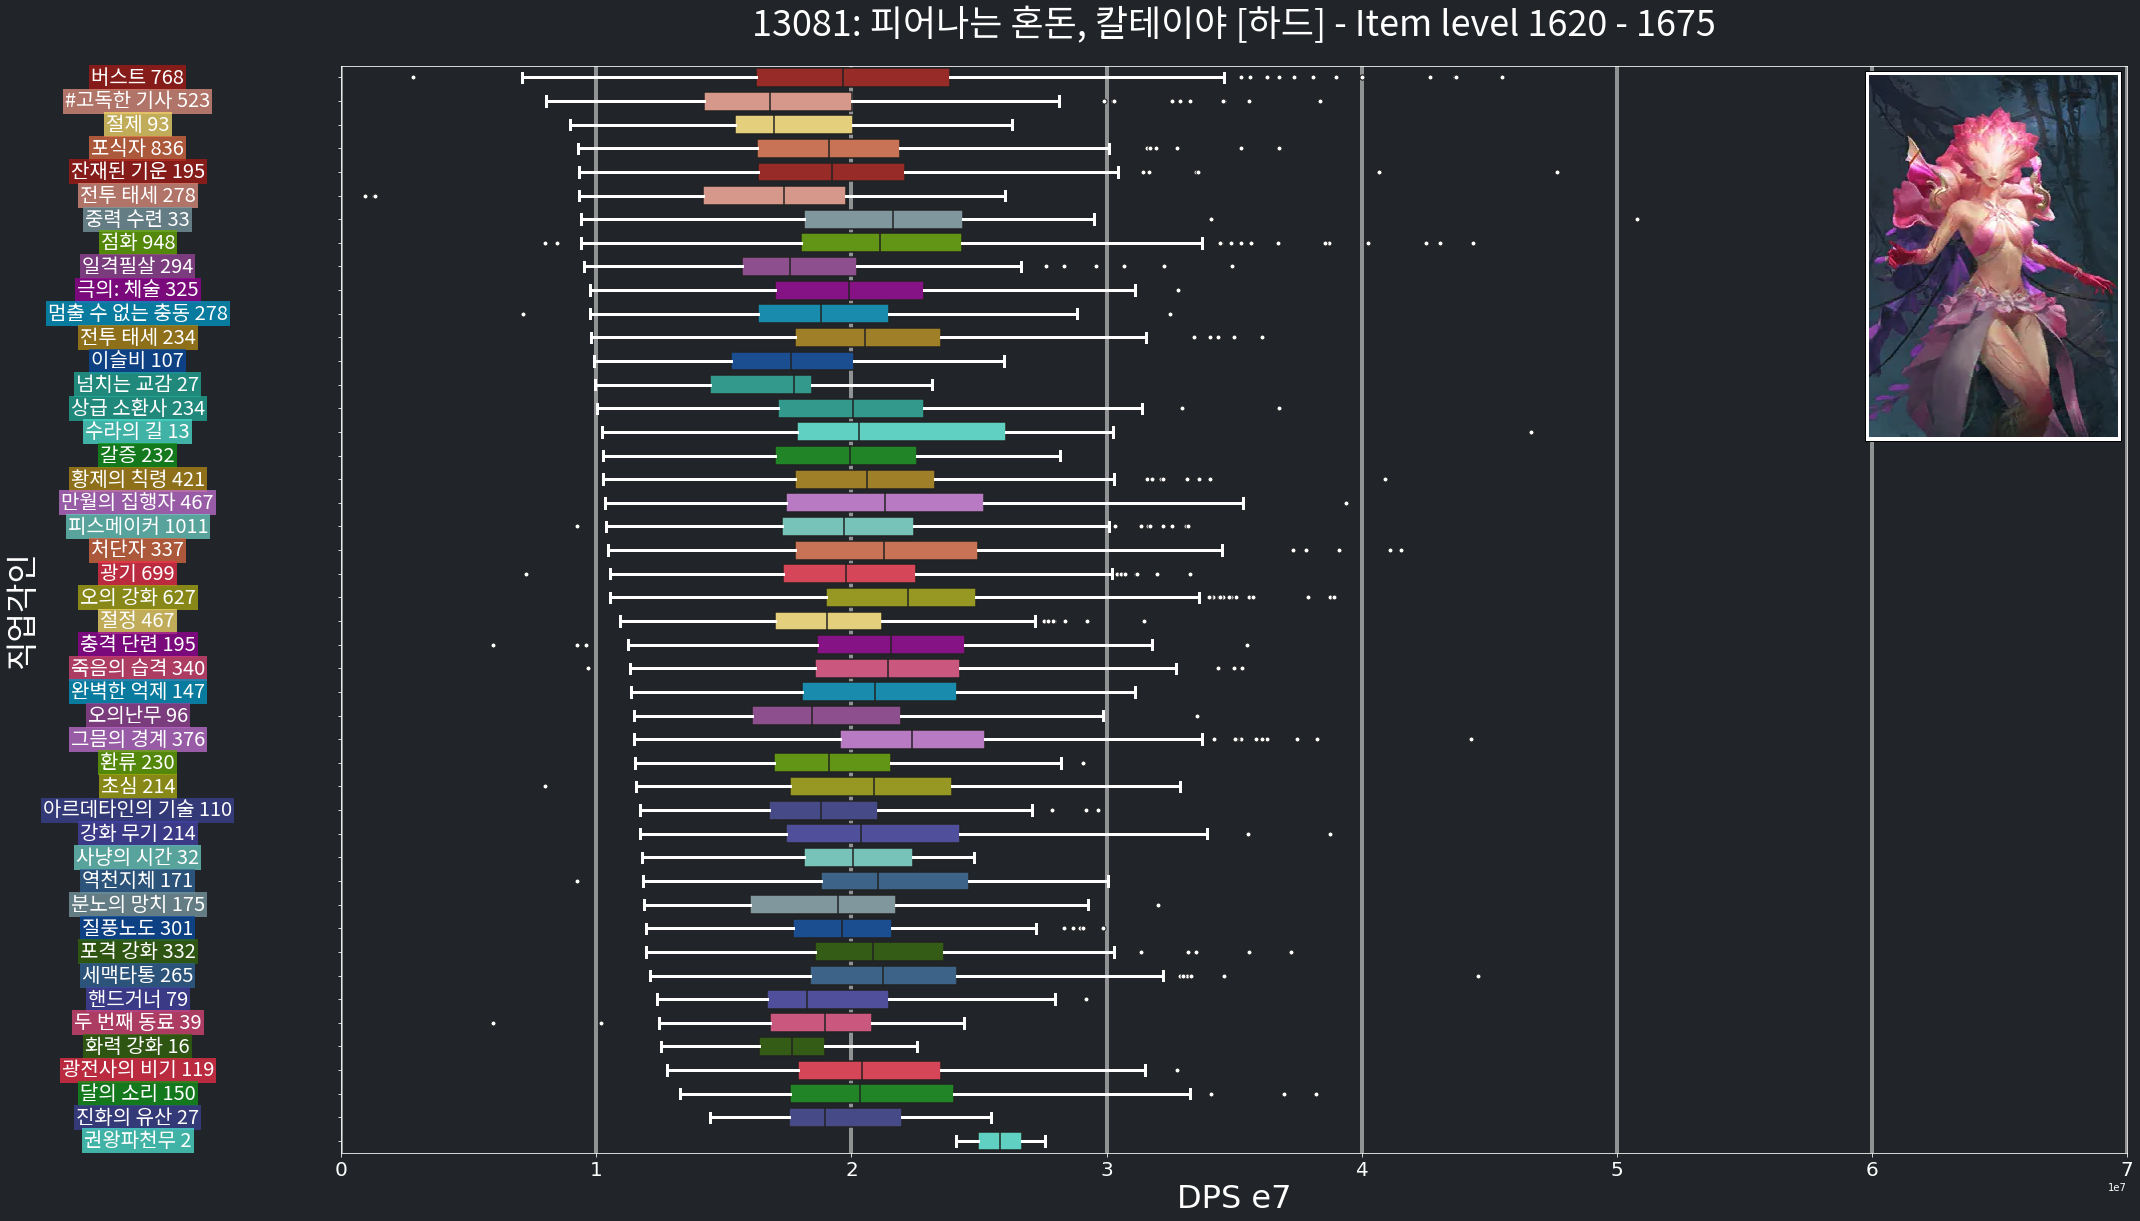 13081: 피어나는 혼돈, 칼테이야 [하드] - Item level 1620 - 1675
직업각인
버스트 768
#고독한 기사 523
절제 93
포식자 836
잔재된 기운 195
전투 태세 278
중력 수련 33
점화 948
일격필살 294
극의: 체술 325
멈출 수 없는 충동 278
전투 태세 234
이슬비 107
넘치는 교감 27
상급 소환사 234
수라의 길 13
갈증 232
황제의 칙령 421
만월의 집행자 467
피스메이커 1011
처단자 337
광기 699
오의 강화 627
절정 467
충격 단련 195
죽음의 습격 340
완벽한 억제 147
오의난무 96
그믐의 경계 376
환류 230
초심 214
아르데타인의 기술 110
강화 무기 214
사냥의 시간 32
역천지체 171
분노의 망치 175
질풍노도 301
포격 강화 332
세맥타통 265
핸드거너 79
두 번째 동료 39
화력 강화 16
광전사의 비기 119
달의 소리 150
진화의 유산 27
권왕파천무 2
0 1 2 3 4 5 6 7
1e7
DPS e7